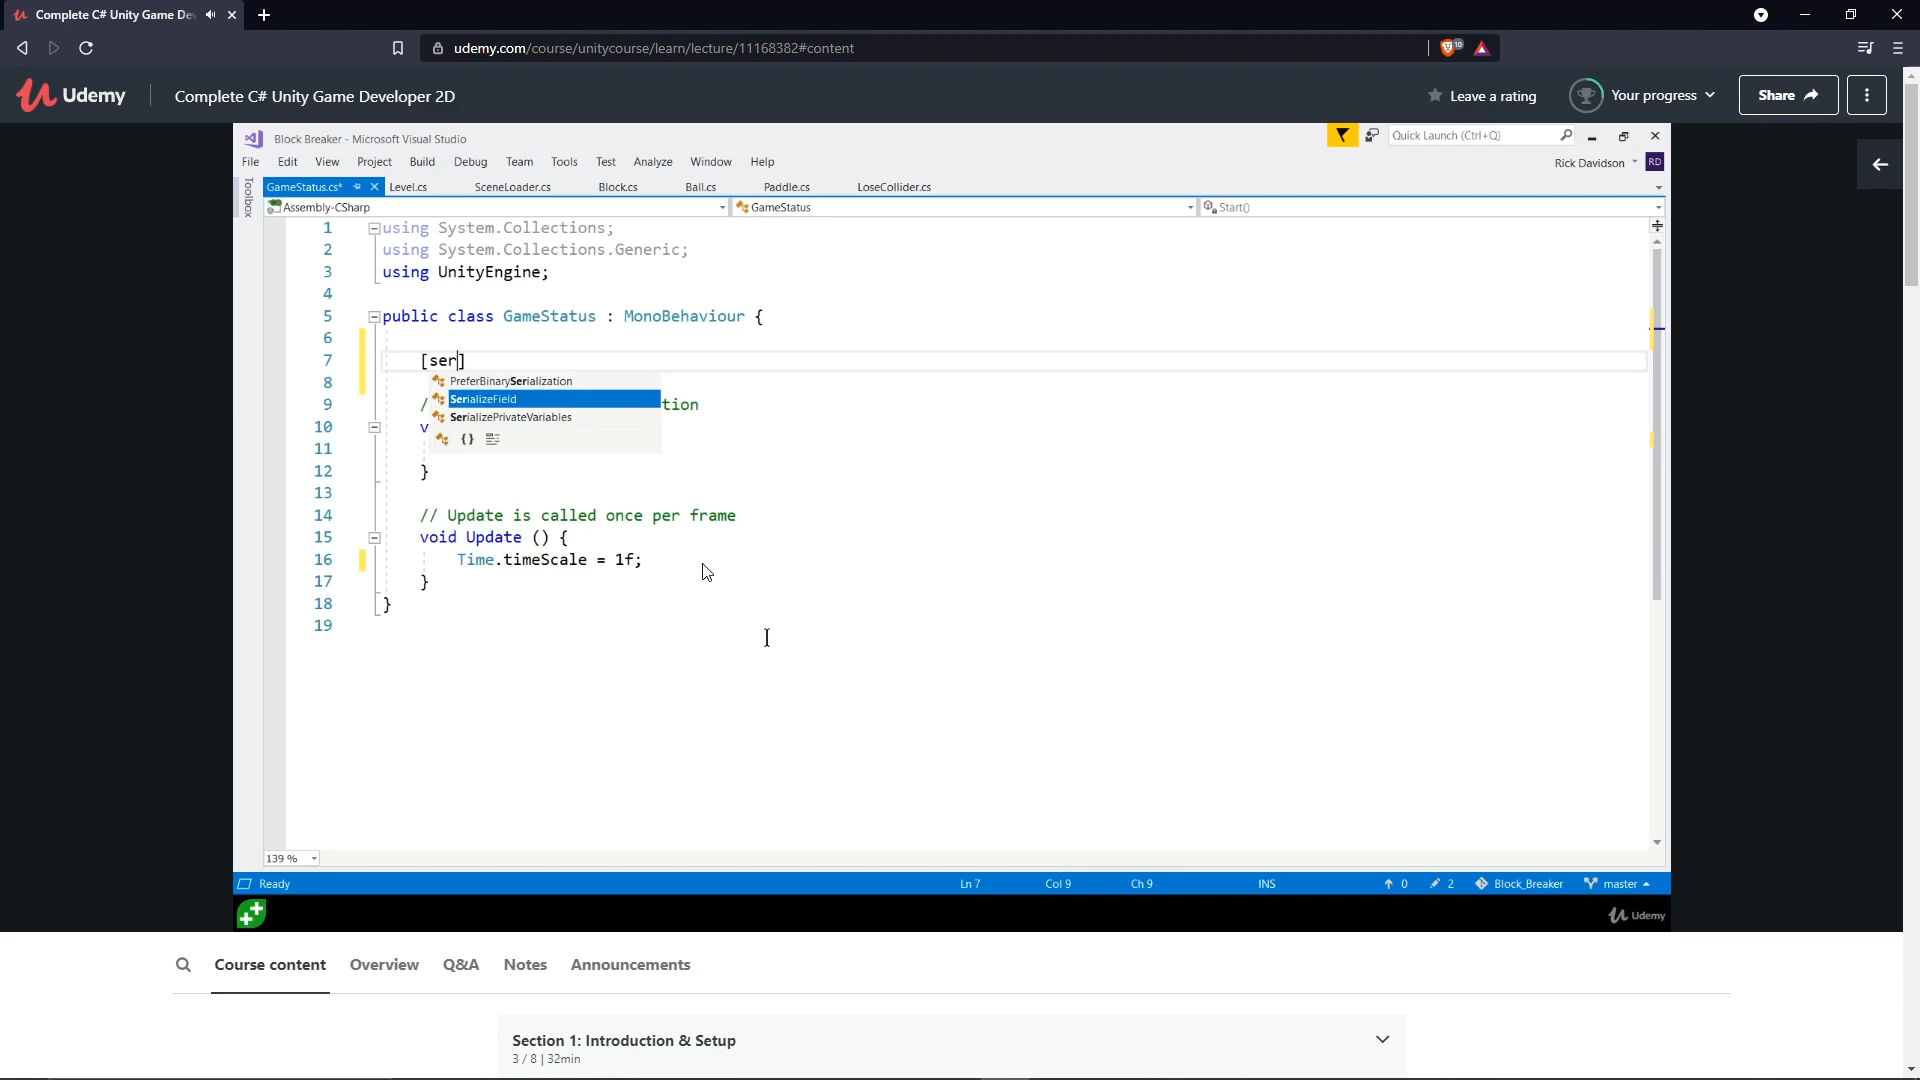 Complete C# Unity Game De
udemy.com/course/unitycourse/learn/lecture/11168382#content
10
Udemy
Complete C# Unity Game Developer 2D
Leave a rating
Your progress
Share
Block Breaker - Microsoft Visual Studio
Quick Launch (Ctrl+Q)
File Edit View Project Build Debug Team Tools Test Analyze Window Help
Rick Davidson RD
Toolbox
GameStatus.cs* Level.cs SceneLoader.cs Block.cs Ball.cs Paddle.cs LoseCollider.cs
Assembly-CSharp GameStatus Start()
1 using System.Collections;
2 using System.Collections.Generic;
3 using UnityEngine;
4
5 public class GameStatus : MonoBehaviour {
6
7 [ser]
PreferBinarySerialization
8
SerializeField
9 / tion
SerializePrivateVariables
10 v
{}
11
12 }
13
14 // Update is called once per frame
15 void Update () {
16 Time.timeScale = 1f;
17 }
18 }
19
139 %
Ready Ln 7 Col 9 Ch 9 INS 0 2 Block_Breaker master
Udemy
Course content Overview Q&A Notes Announcements
Section 1: Introduction & Setup
3 / 8 | 32min